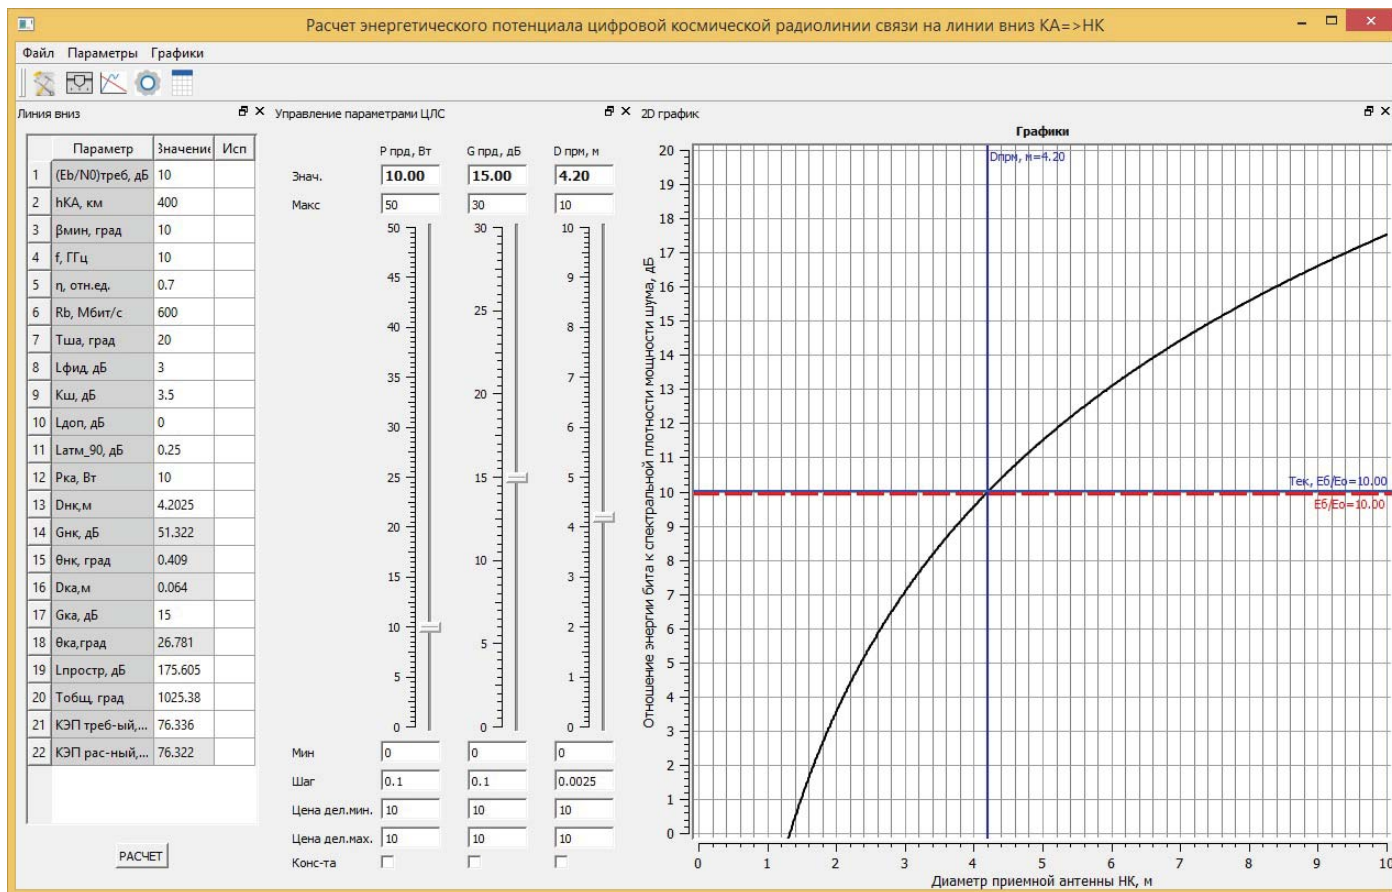 Расчет энергетического потенциала цифровой космической радиолинии связи на линии вниз КА=>НК
Файл Параметры Графики
Линия вниз
Параметр Значение Исп
1 (Eb/N0)треб, дБ 10
2 hКА, км 400
3 βмин, град 10
4 f, ГГц 10
5 η, отн.ед. 0.7
6 Rb, Мбит/с 600
7 Тша, град 20
8 Lфид, дБ 3
9 Кш, дБ 3.5
10 Lдоп, дБ 0
11 Lатм_90, дБ 0.25
12 Рка, Вт 10
13 Dнк,м 4.2025
14 Gнк, дБ 51.322
15 θнк, град 0.409
16 Dка,м 0.064
17 Gка, дБ 15
18 θка,град 26.781
19 Lпростр, дБ 175.605
20 Тобщ, град 1025.38
21 КЭП треб-ый,... 76.336
22 КЭП рас-ный,... 76.322
РАСЧЕТ
Управление параметрами ЦЛС
P прд, Вт G прд, дБ D прм, м
Знач. 10.00 15.00 4.20
Макс 50 30 10
50
45
40
35
30
25
20
15
10
5
0
30
25
20
15
10
5
0
10
9
8
7
6
5
4
3
2
1
0
Мин 0 0 0
Шаг 0.1 0.1 0.0025
Цена дел.мин. 10 10 10
Цена дел.мах. 10 10 10
Конс-та
2D график
Графики
Отношение энергии бита к спектральной плотности мощности шума, дБ
20
19
18
17
16
15
14
13
12
11
10
9
8
7
6
5
4
3
2
1
0
Dпрм, м=4.20
Тек, Еб/Ео=10.00
Еб/Ео=10.00
0 1 2 3 4 5 6 7 8 9 10
Диаметр приемной антенны НК, м